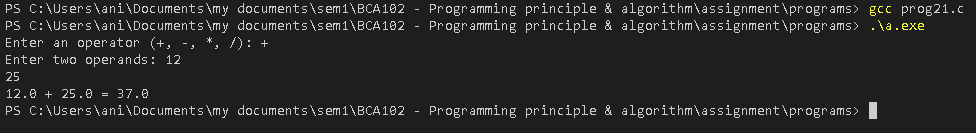 PS C:\Users\ani\Documents\my documents\sem1\BCA102 - Programming principle & algorithm\assignment\programs> gcc prog21.c
PS C:\Users\ani\Documents\my documents\sem1\BCA102 - Programming principle & algorithm\assignment\programs> .\a.exe
Enter an operator (+, -, *, /): +
Enter two operands: 12
25
12.0 + 25.0 = 37.0
PS C:\Users\ani\Documents\my documents\sem1\BCA102 - Programming principle & algorithm\assignment\programs>